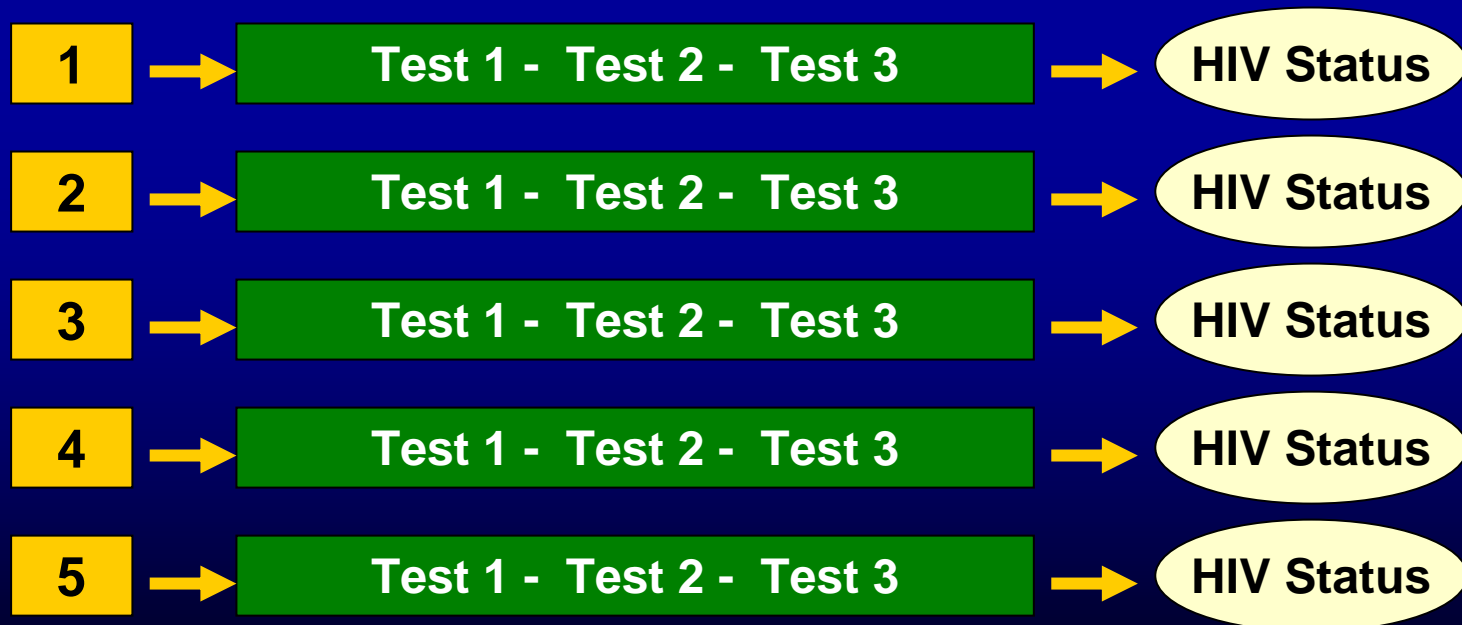 1 Test 1 - Test 2 - Test 3 HIV Status
2 Test 1 - Test 2 - Test 3 HIV Status
3 Test 1 - Test 2 - Test 3 HIV Status
4 Test 1 - Test 2 - Test 3 HIV Status
5 Test 1 - Test 2 - Test 3 HIV Status